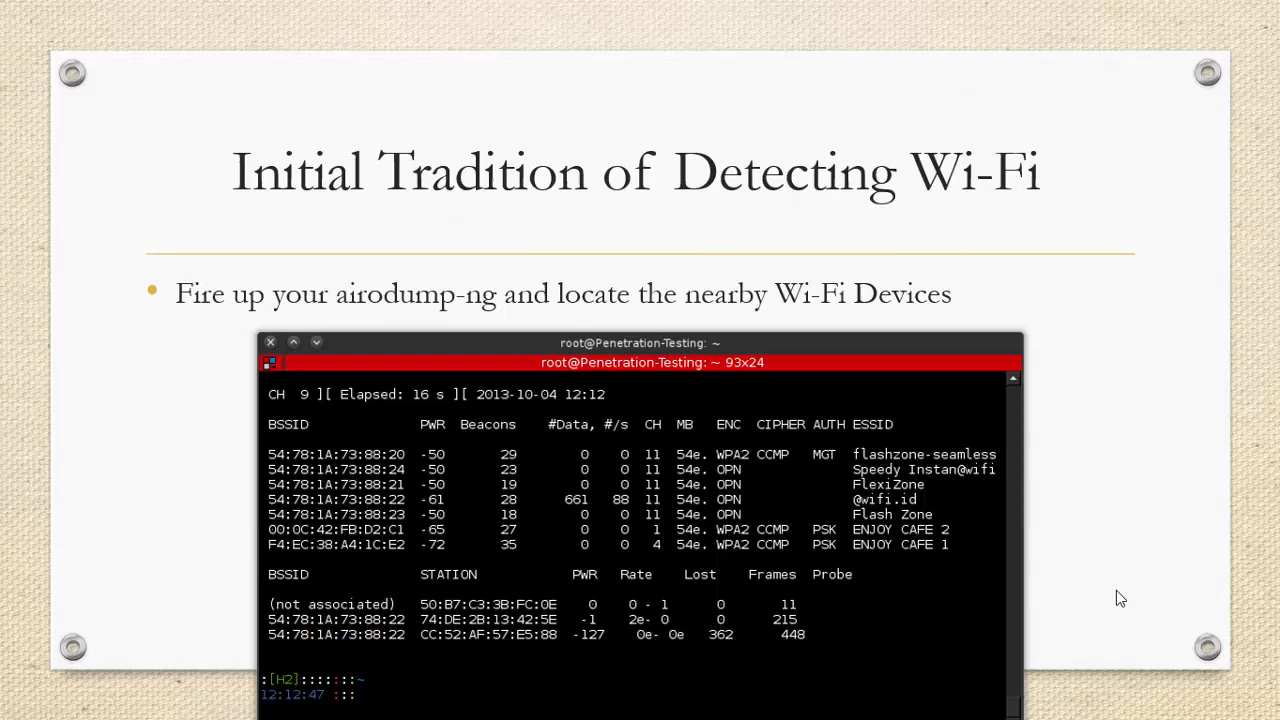 Initial Tradition of Detecting Wi-Fi
• Fire up your airodump-ng and locate the nearby Wi-Fi Devices
root@Penetration-Testing: ~
root@Penetration-Testing: ~ 93x24
CH 9 ][ Elapsed: 16 s ][ 2013-10-04 12:12
BSSID PWR Beacons #Data, #/s CH MB ENC CIPHER AUTH ESSID
54:78:1A:73:88:20 -50 29 0 0 11 54e. WPA2 CCMP MGT flashzone-seamless
54:78:1A:73:88:24 -50 23 0 0 11 54e. OPN Speedy Instan@wifi
54:78:1A:73:88:21 -50 19 0 0 11 54e. OPN FlexiZone
54:78:1A:73:88:22 -61 28 661 88 11 54e. OPN @wifi.id
54:78:1A:73:88:23 -50 18 0 0 11 54e. OPN Flash Zone
00:0C:42:FB:D2:C1 -65 27 0 0 1 54e. WPA2 CCMP PSK ENJOY CAFE 2
F4:EC:38:A4:1C:E2 -72 35 0 0 4 54e. WPA2 CCMP PSK ENJOY CAFE 1
BSSID STATION PWR Rate Lost Frames Probe
(not associated) 50:B7:C3:3B:FC:0E 0 0 - 1 0 11
54:78:1A:73:88:22 74:DE:2B:13:42:5E -1 2e- 0 0 215
54:78:1A:73:88:22 CC:52:AF:57:E5:88 -127 0e- 0e 362 448
:[H2]:::::::~
12:12:47 :::